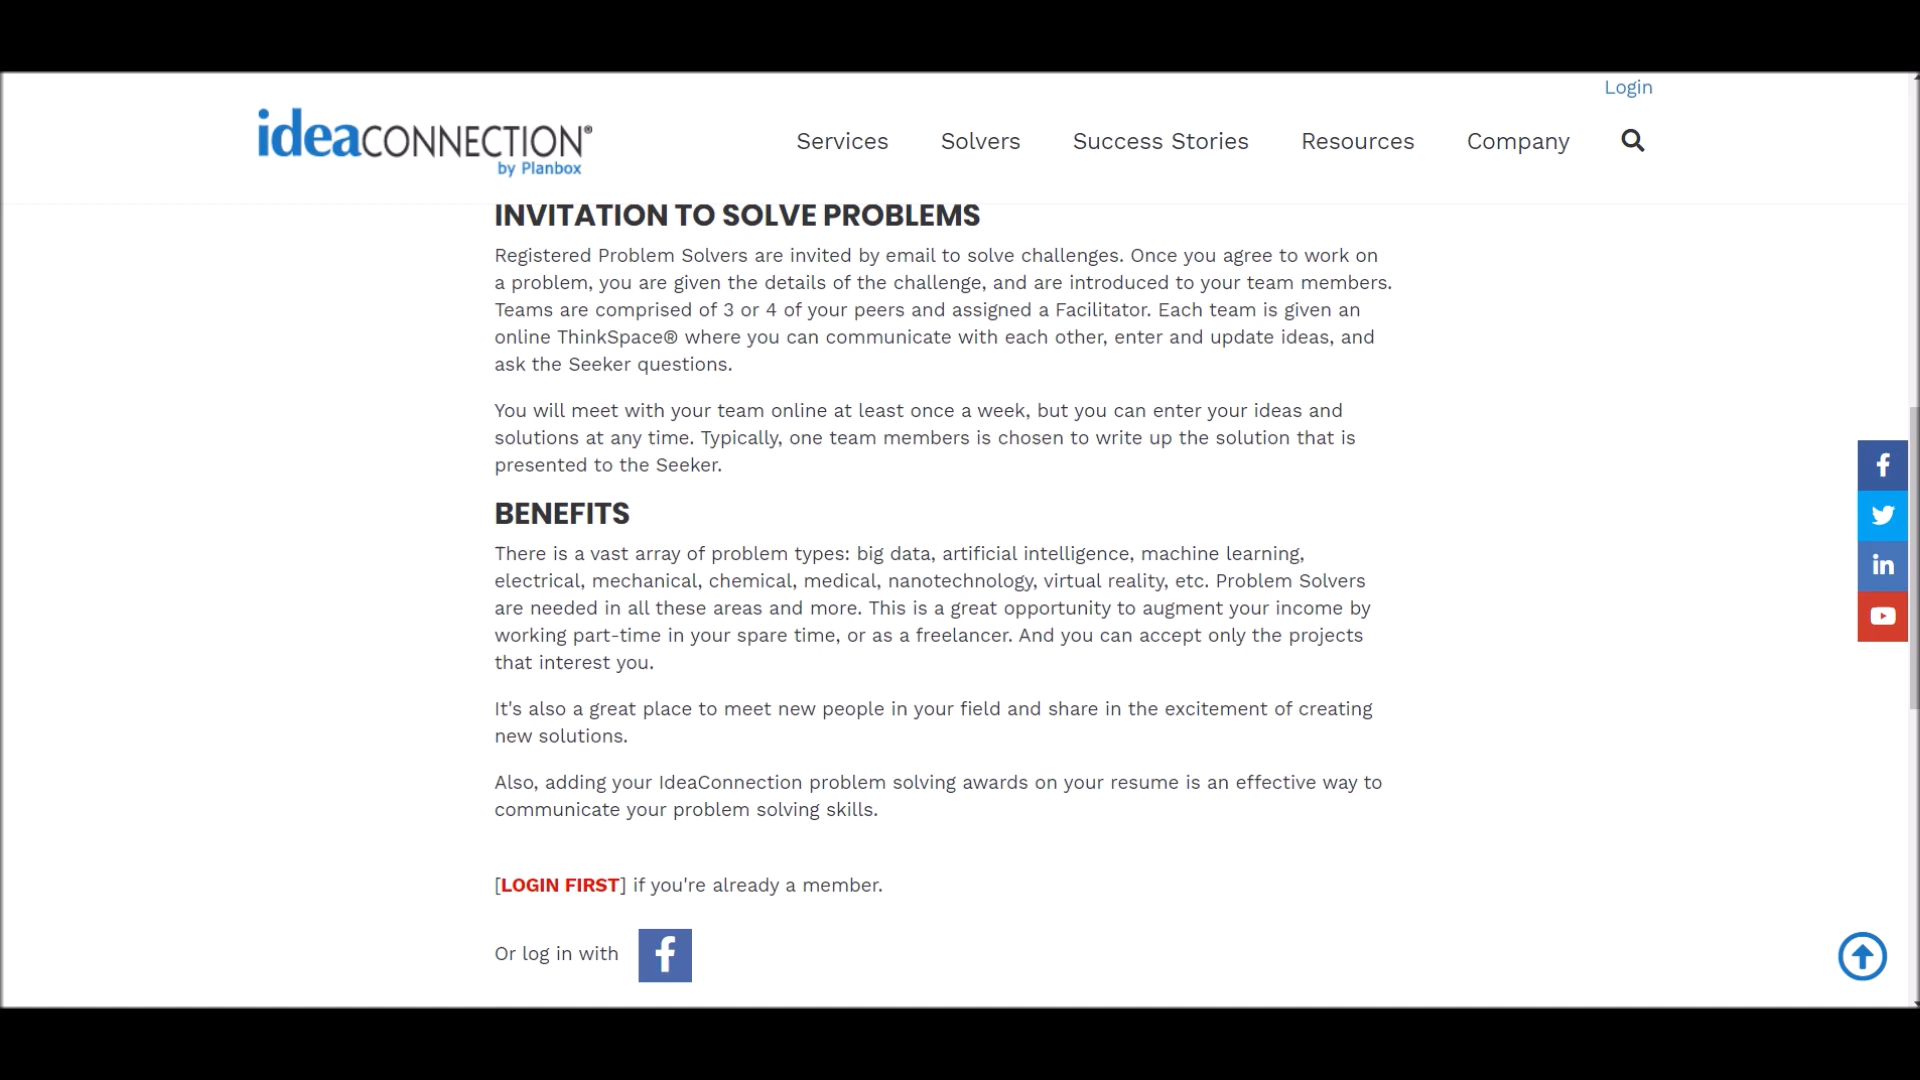 Login
ideaCONNECTION®
by Planbox
Services Solvers Success Stories Resources Company
INVITATION TO SOLVE PROBLEMS
Registered Problem Solvers are invited by email to solve challenges. Once you agree to work on
a problem, you are given the details of the challenge, and are introduced to your team members.
Teams are comprised of 3 or 4 of your peers and assigned a Facilitator. Each team is given an
online ThinkSpace® where you can communicate with each other, enter and update ideas, and
ask the Seeker questions.
You will meet with your team online at least once a week, but you can enter your ideas and
solutions at any time. Typically, one team members is chosen to write up the solution that is
presented to the Seeker.
BENEFITS
There is a vast array of problem types: big data, artificial intelligence, machine learning,
electrical, mechanical, chemical, medical, nanotechnology, virtual reality, etc. Problem Solvers
are needed in all these areas and more. This is a great opportunity to augment your income by
working part-time in your spare time, or as a freelancer. And you can accept only the projects
that interest you.
It's also a great place to meet new people in your field and share in the excitement of creating
new solutions.
Also, adding your IdeaConnection problem solving awards on your resume is an effective way to
communicate your problem solving skills.
[LOGIN FIRST] if you're already a member.
Or log in with